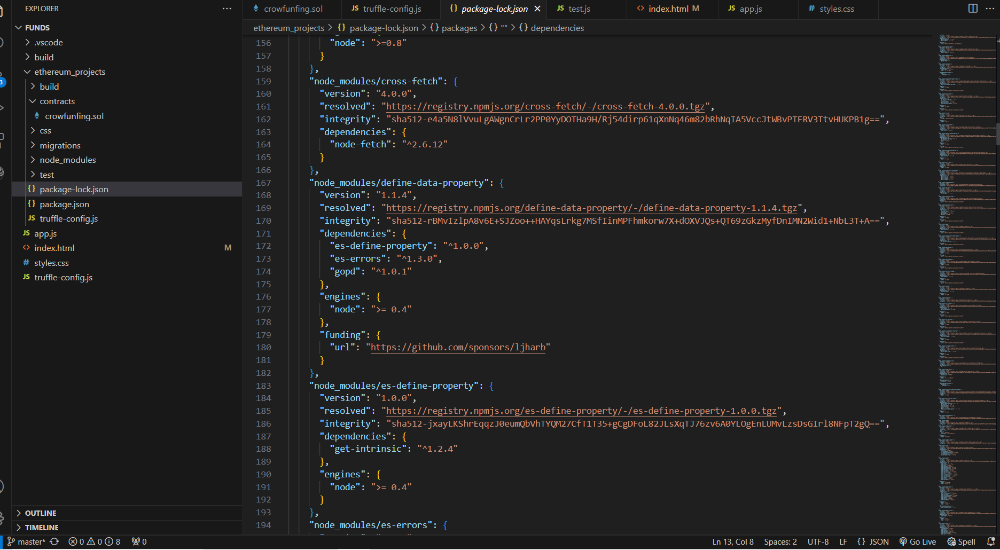 EXPLORER
FUNDS
.vscode
build
ethereum_projects
build
contracts
crowfunfing.sol
css
migrations
node_modules
test
{} package-lock.json
{} package.json
JS truffle-config.js
JS app.js
<> index.html M
# styles.css
JS truffle-config.js
OUTLINE
TIMELINE
crowfunfing.sol JS truffle-config.js {} package-lock.json JS test.js <> index.html M JS app.js # styles.css
ethereum_projects > {} package-lock.json > {} packages > {} "" > {} dependencies
156 "node": ">=0.8"
157 }
158 },
159 "node_modules/cross-fetch": {
160 "version": "4.0.0",
161 "resolved": "https://registry.npmjs.org/cross-fetch/-/cross-fetch-4.0.0.tgz",
162 "integrity": "sha512-e4a5N8lVvuLgAWgnCrLr2PP0YyDOTHa9H/Rj54dirp61qXnNq46m82bRhNqIA5VccJtWBvPTFRV3TtvHUKPB1g==",
163 "dependencies": {
164 "node-fetch": "^2.6.12"
165 }
166 },
167 "node_modules/define-data-property": {
168 "version": "1.1.4",
169 "resolved": "https://registry.npmjs.org/define-data-property/-/define-data-property-1.1.4.tgz",
170 "integrity": "sha512-rBMvIzlpA8v6E+SJZoo++HAYqsLrkg7MSfIinMPFhmkorw7X+dOXVJQs+QT69zGkzMyfDnIMN2Wid1+NbL3T+A==",
171 "dependencies": {
172 "es-define-property": "^1.0.0",
173 "es-errors": "^1.3.0",
174 "gopd": "^1.0.1"
175 },
176 "engines": {
177 "node": ">= 0.4"
178 },
179 "funding": {
180 "url": "https://github.com/sponsors/ljharb"
181 }
182 },
183 "node_modules/es-define-property": {
184 "version": "1.0.0",
185 "resolved": "https://registry.npmjs.org/es-define-property/-/es-define-property-1.0.0.tgz",
186 "integrity": "sha512-jxayLKShrEqqzJ0eumQbVhTYQM27CfT1T35+gCgDFoL82JLsXqTJ76zv6A0YLOgEnLUMvLzsDsGIrl8NFpT2gQ==",
187 "dependencies": {
188 "get-intrinsic": "^1.2.4"
189 },
190 "engines": {
191 "node": ">= 0.4"
192 }
193 },
194 "node_modules/es-errors": {
master* 0 0 8 0 Ln 13, Col 8 Spaces: 2 UTF-8 LF {} JSON Go Live Spell